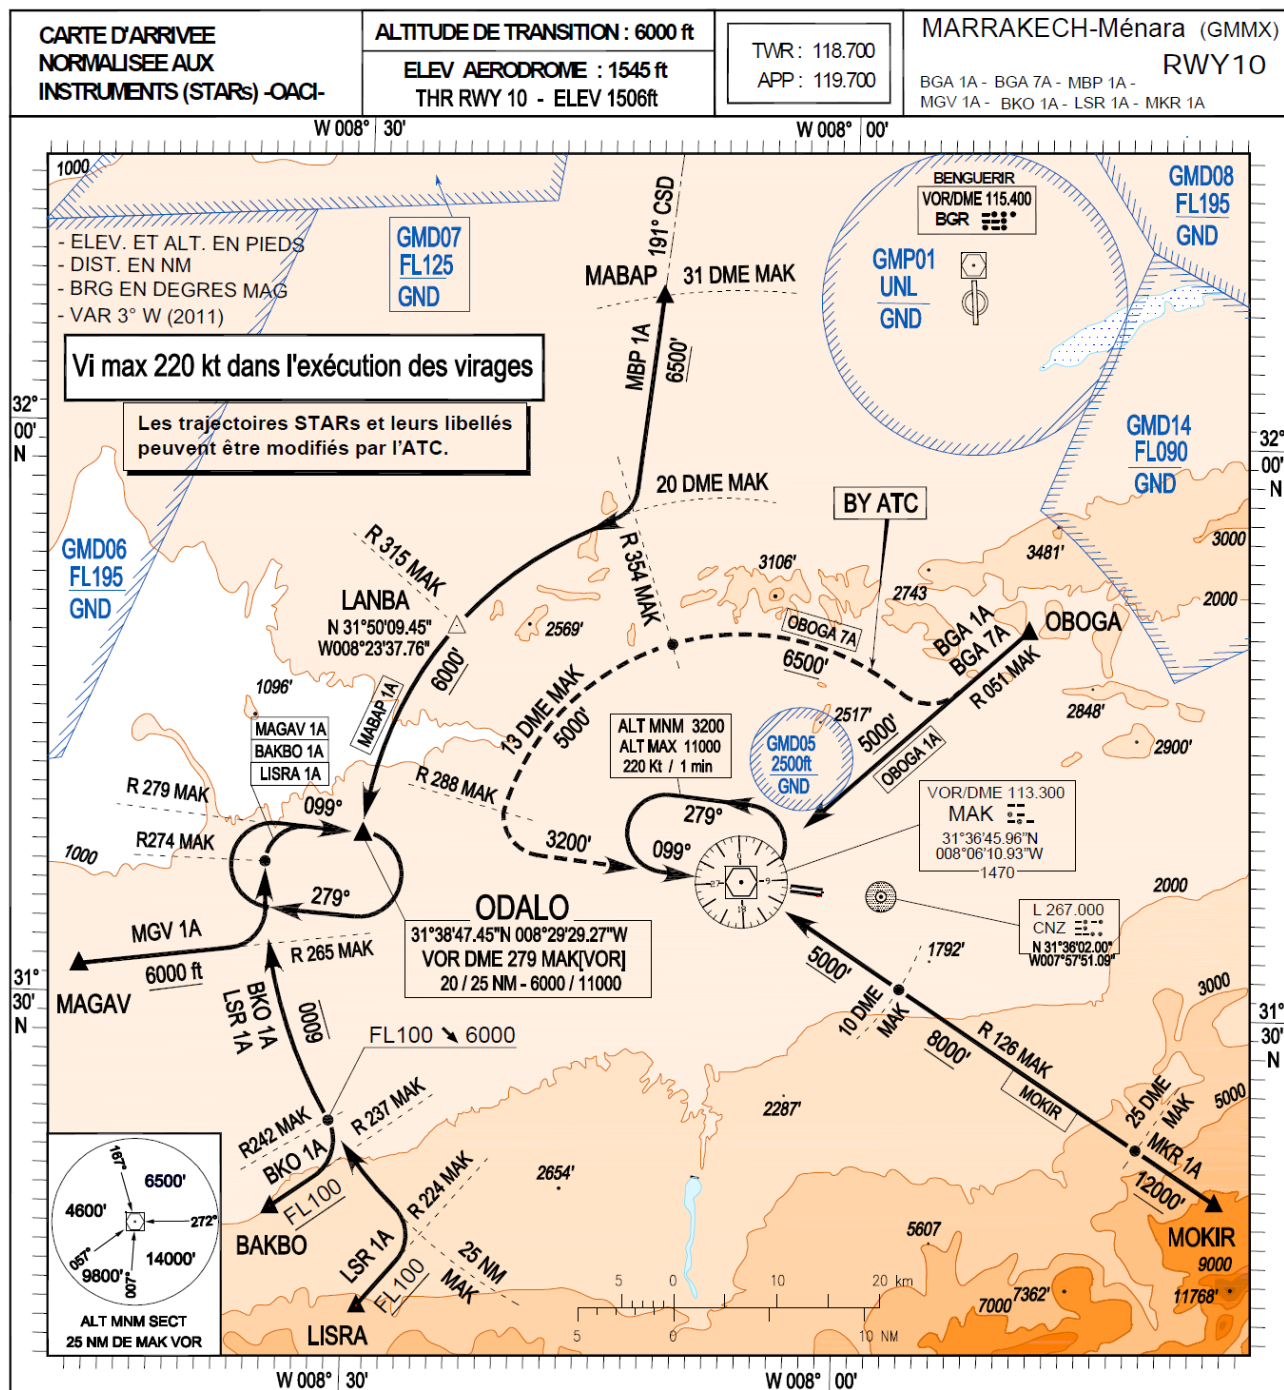 CARTE D'ARRIVEE
NORMALISEE AUX
INSTRUMENTS (STARs) -OACI-
ALTITUDE DE TRANSITION : 6000 ft
ELEV AERODROME : 1545 ft
THR RWY 10 - ELEV 1506ft
TWR : 118.700
APP : 119.700
MARRAKECH-Ménara (GMMX)
RWY10
BGA 1A - BGA 7A - MBP 1A -
MGV 1A - BKO 1A - LSR 1A - MKR 1A
W 008° 30'
W 008° 00'
1000
- ELEV. ET ALT. EN PIEDS
- DIST. EN NM
- BRG EN DEGRES MAG
- VAR 3° W (2011)
GMD07
FL125
GND
191° CSD
MABAP
31 DME MAK
BENGUERIR
VOR/DME 115.400
BGR
GMP01
UNL
GND
GMD08
FL195
GND
Vi max 220 kt dans l'exécution des virages
Les trajectoires STARs et leurs libellés
peuvent être modifiés par l'ATC.
MBP 1A
6500'
32°
00'
N
32°
00'
N
GMD14
FL090
GND
20 DME MAK
BY ATC
GMD06
FL195
GND
R 315 MAK
R 354 MAK
LANBA
N 31°50'09.45"
W008°23'37.76"
2569'
3106'
2743
3481'
3000
2000
OBOGA 7A
6500'
BGA 1A
BGA 7A
OBOGA
R 051 MAK
6000'
MABAP 1A
1096'
MAGAV 1A
BAKBO 1A
LISRA 1A
13 DME MAK
5000'
ALT MNM 3200
ALT MAX 11000
220 Kt / 1 min
GMD05
2500ft
GND
2517'
5000'
OBOGA 1A
2848'
2900'
R 279 MAK
R 288 MAK
099°
279°
VOR/DME 113.300
MAK
31°36'45.96"N
008°06'10.93"W
1470
R274 MAK
1000
3200'
099°
279°
2000
ODALO
31°38'47.45"N 008°29'29.27"W
VOR DME 279 MAK[VOR]
20 / 25 NM - 6000 / 11000
L 267.000
CNZ
N 31°36'02.00"
W007°57'51.09"
MGV 1A
6000 ft
R 265 MAK
MAGAV
31°
30'
N
31°
30'
N
5000'
1792'
10 DME
MAK
3000
BKO 1A
LSR 1A
6000
FL100 ➘ 6000
8000'
R 126 MAK
MOKIR
25 DME
MAK
5000
2287'
R242 MAK
R 237 MAK
BKO 1A
FL100
BAKBO
R 224 MAK
2654'
MKR 1A
12000'
MOKIR
9000
LSR 1A
FL100
LISRA
25 NM
MAK
5607
7000
7362'
11768'
167°
6500'
4600'
272°
057°
14000'
9800'
007°
ALT MNM SECT
25 NM DE MAK VOR
5 0 10 20 km
5 0 10 NM
W 008° 30'
W 008° 00'